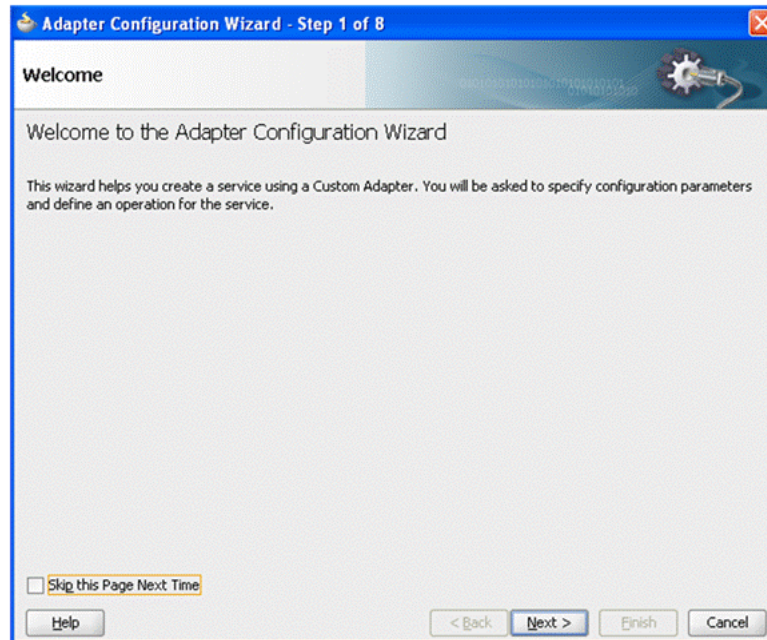 Adapter Configuration Wizard - Step 1 of 8
Welcome
Welcome to the Adapter Configuration Wizard
This wizard helps you create a service using a Custom Adapter. You will be asked to specify configuration parameters
and define an operation for the service.
Skip this Page Next Time
Help
< Back
Next >
Finish
Cancel